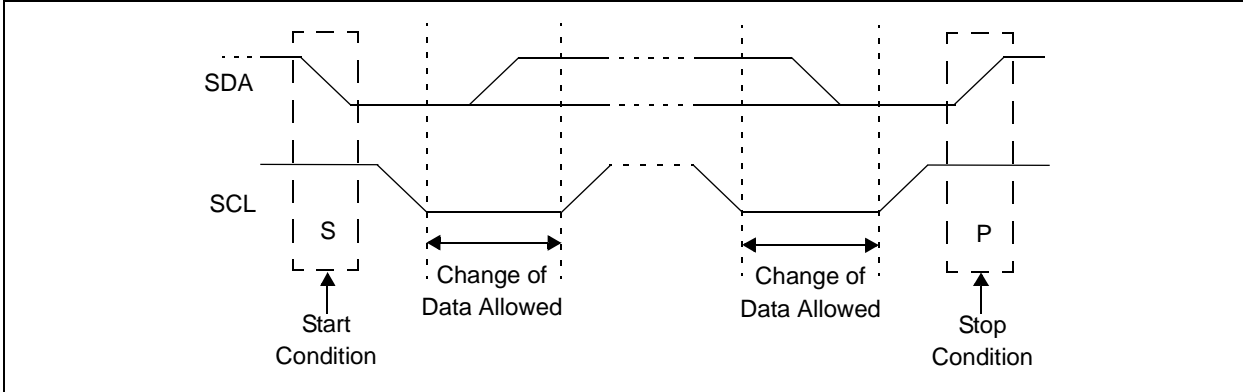 SDA
SCL
S
P
Change of
Data Allowed
Change of
Data Allowed
Start
Condition
Stop
Condition